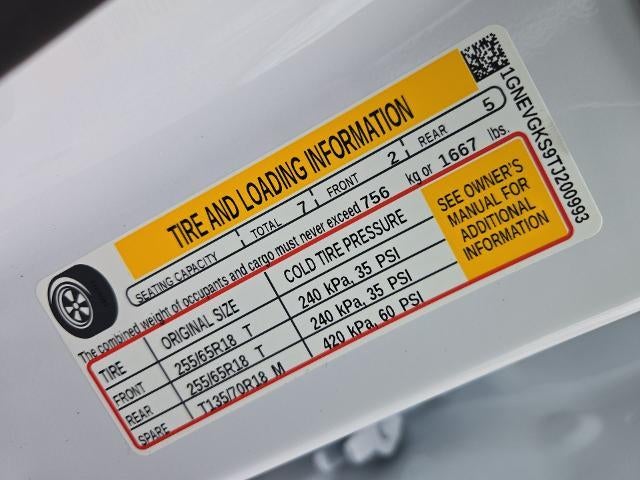 TIRE AND LOADING INFORMATION
SEATING CAPACITY TOTAL 7 FRONT 2 REAR 5
The combined weight of occupants and cargo must never exceed 756 kg or 1667 lbs.
TIRE ORIGINAL SIZE COLD TIRE PRESSURE
FRONT 255/65R18 T 240 kPa, 35 PSI
REAR 255/65R18 T 240 kPa, 35 PSI
SPARE T135/70R18 M 420 kPa, 60 PSI
SEE OWNER'S
MANUAL FOR
ADDITIONAL
INFORMATION
1GNEVGKS9TJ200993